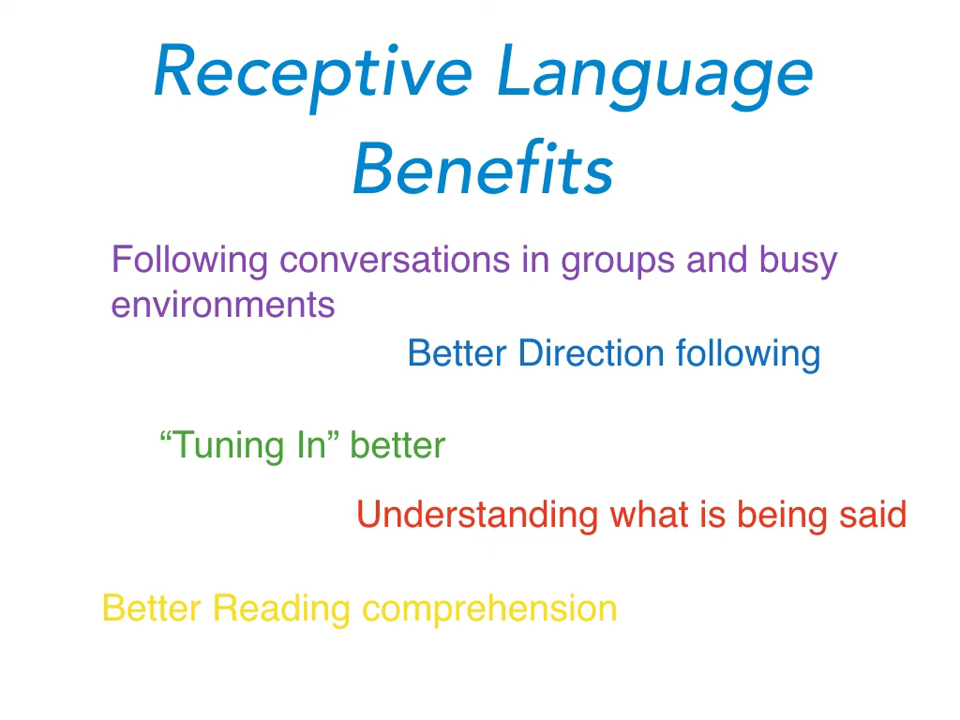 Receptive Language
Benefits
Following conversations in groups and busy
environments
Better Direction following
“Tuning In” better
Understanding what is being said
Better Reading comprehension